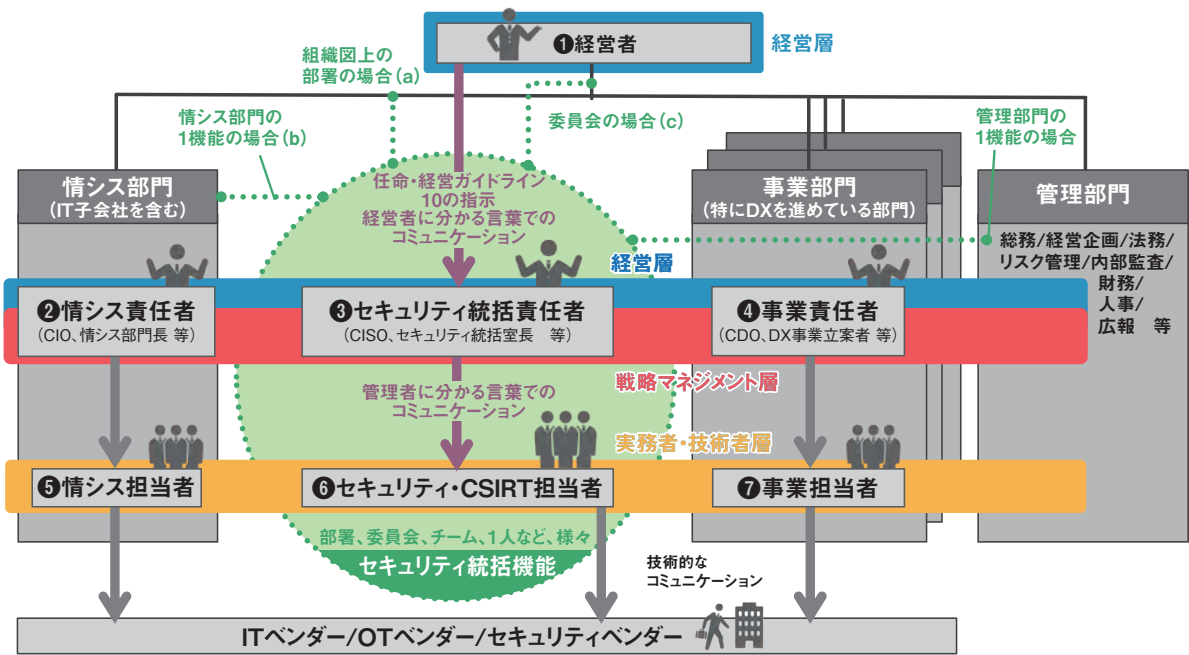 ❶経営者
経営層
組織図上の
部署の場合(a)
情シス部門の
1機能の場合(b)
委員会の場合(c)
管理部門の
1機能の場合
情シス部門
(IT子会社を含む)
任命・経営ガイドライン
10の指示
経営者に分かる言葉での
コミュニケーション
事業部門
(特にDXを進めている部門)
管理部門
総務/経営企画/法務/
リスク管理/内部監査/
財務/
人事/
広報 等
経営層
❷情シス責任者
(CIO、情シス部門長 等)
❸セキュリティ統括責任者
(CISO、セキュリティ統括室長 等)
❹事業責任者
(CDO、DX事業立案者 等)
戦略マネジメント層
管理者に分かる言葉での
コミュニケーション
実務者・技術者層
❺情シス担当者
❻セキュリティ・CSIRT担当者
❼事業担当者
部署、委員会、チーム、1人など、様々
セキュリティ統括機能
技術的な
コミュニケーション
ITベンダー/OTベンダー/セキュリティベンダー